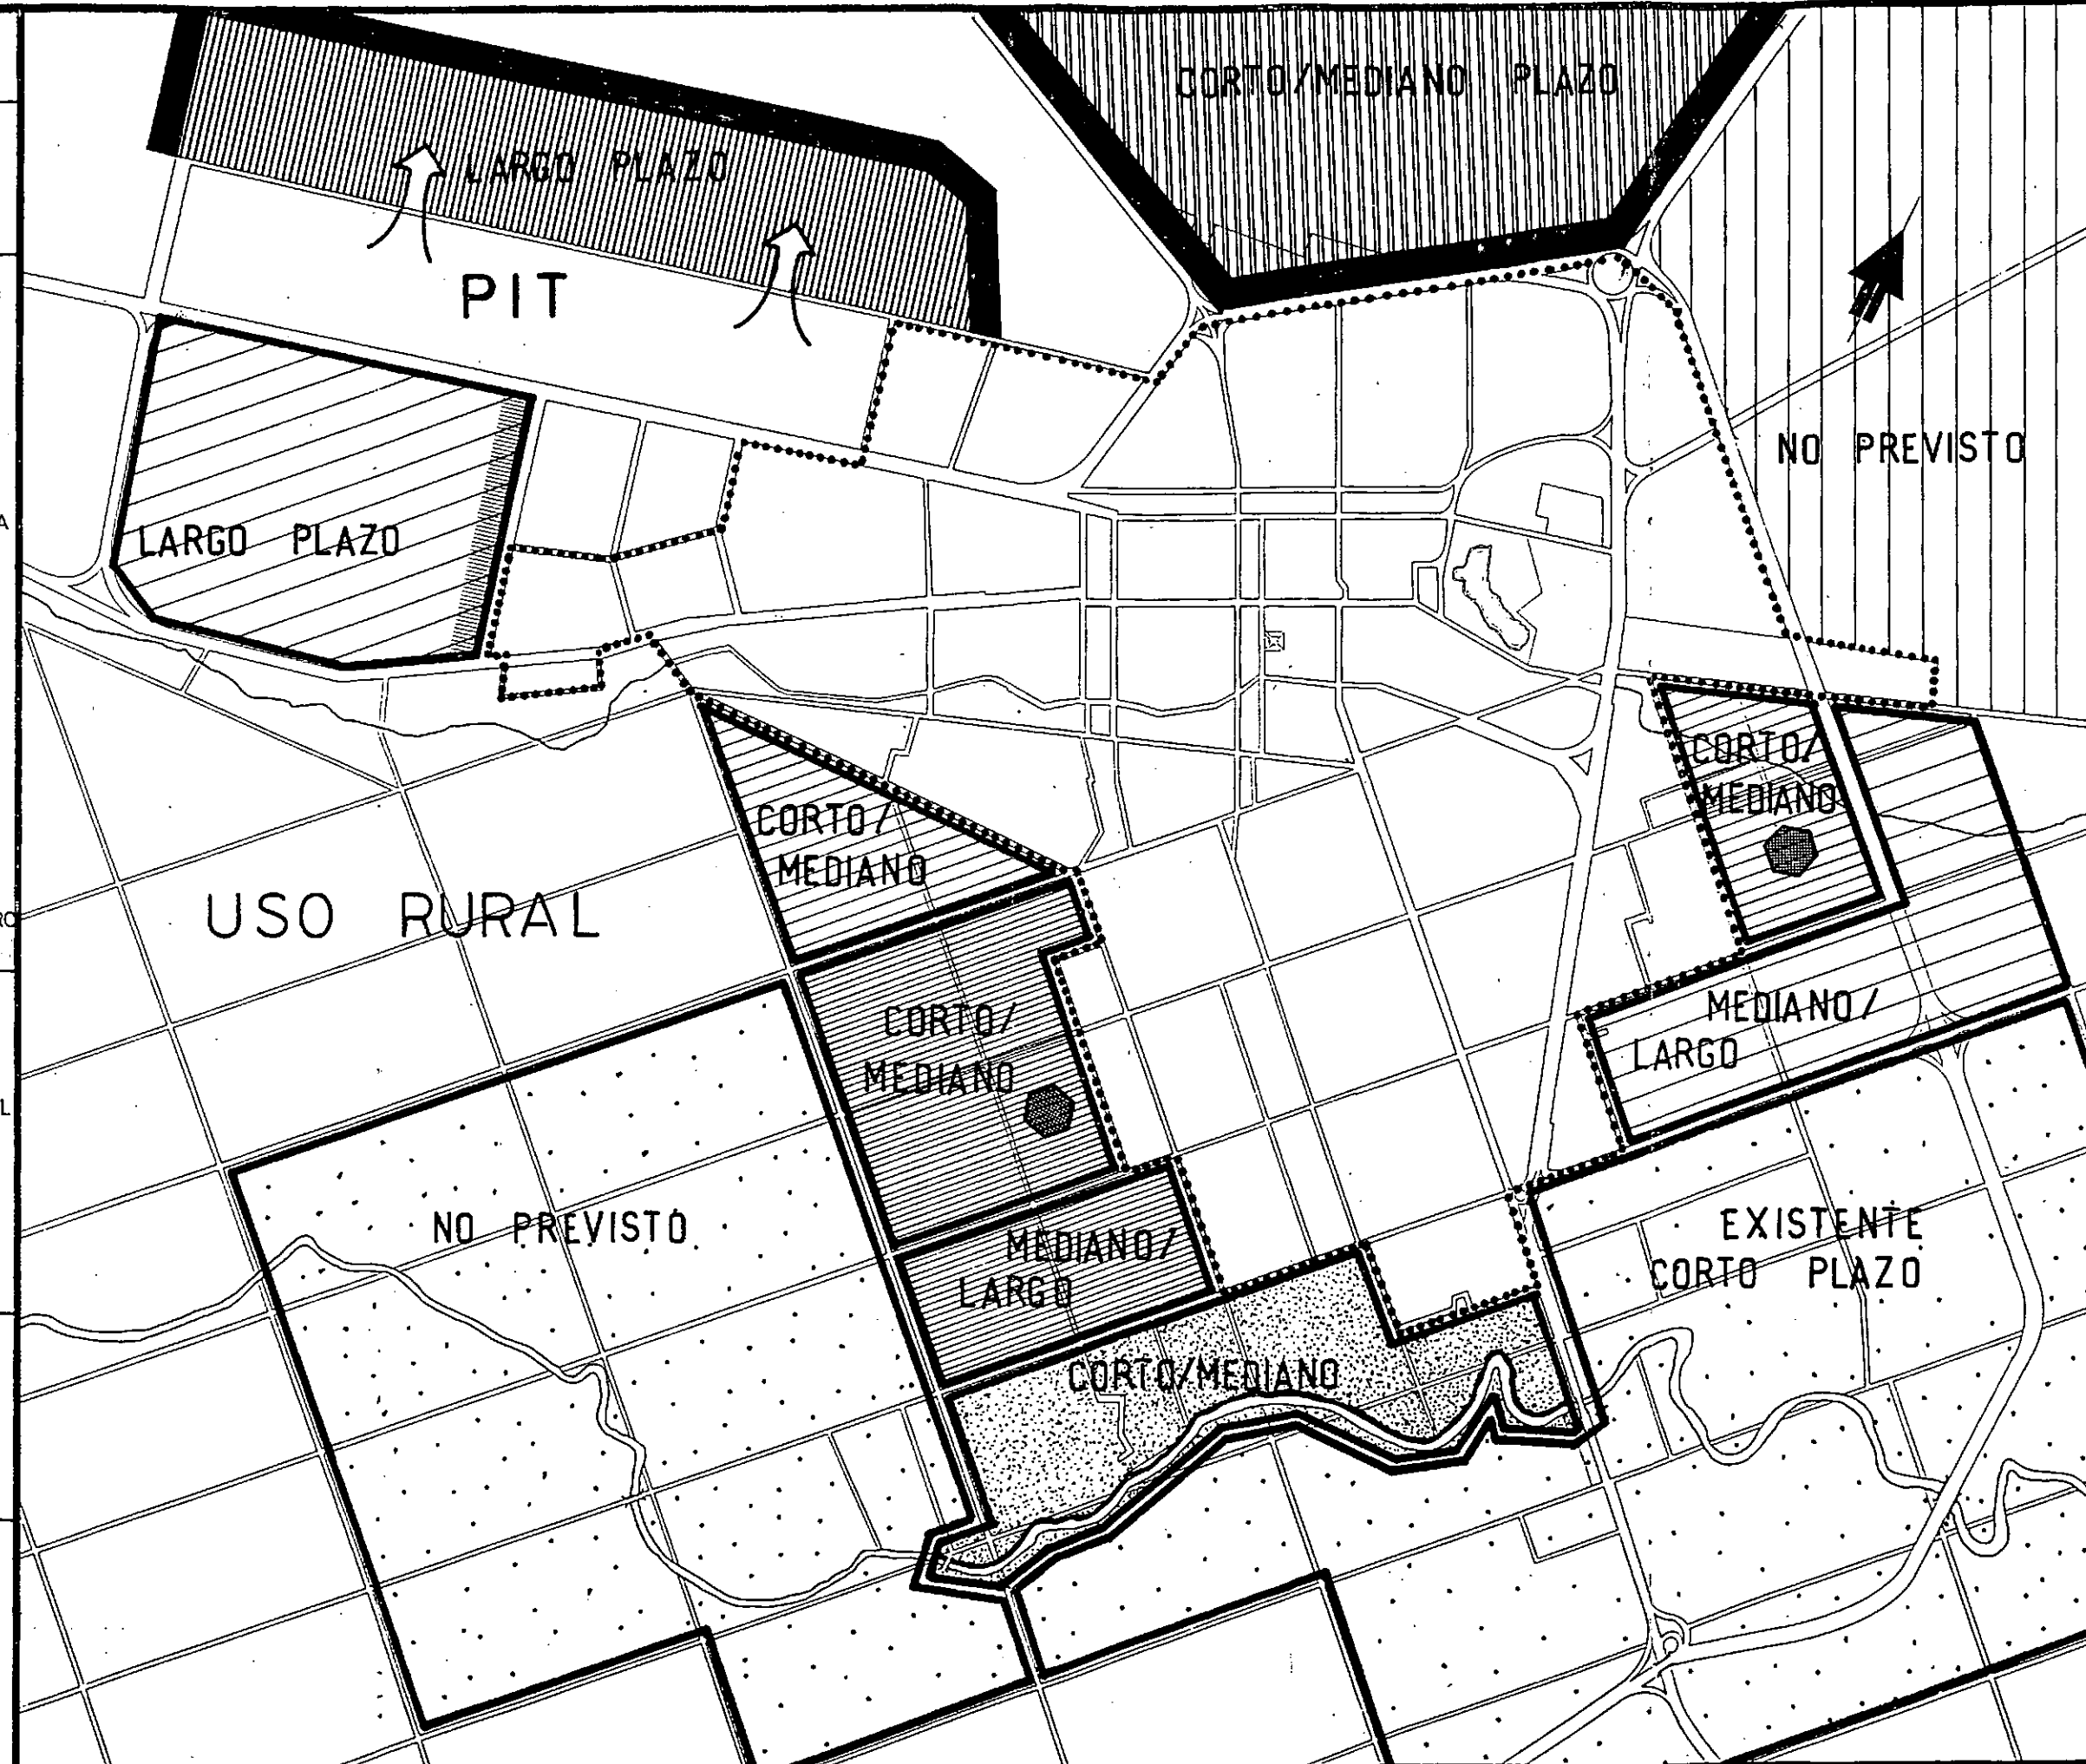 CORTO/MEDIANO PLAZO
LARGO PLAZO
PIT
NO PREVISTO
LARGO PLAZO
A
CORTO/
MEDIANO
CORTO/
MEDIANO
USO RURAL
RO
MEDIANO/
LARGO
CORTO/
MEDIANO
L
NO PREVISTO
EXISTENTE
CORTO PLAZO
MEDIANO/
LARGO
CORTO/MEDIANO